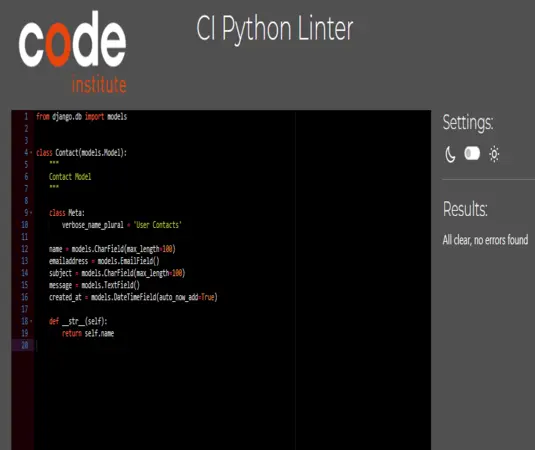 code
institute
CI Python Linter
1 from django.db import models
2
3
4 class Contact(models.Model):
5     """
6     Contact Model
7     """
8
9     class Meta:
10         verbose_name_plural = 'User Contacts'
11
12     name = models.CharField(max_length=100)
13     emailaddress = models.EmailField()
14     subject = models.CharField(max_length=100)
15     message = models.TextField()
16     created_at = models.DateTimeField(auto_now_add=True)
17
18     def __str__(self):
19         return self.name
20
Settings:
Results:
All clear, no errors found